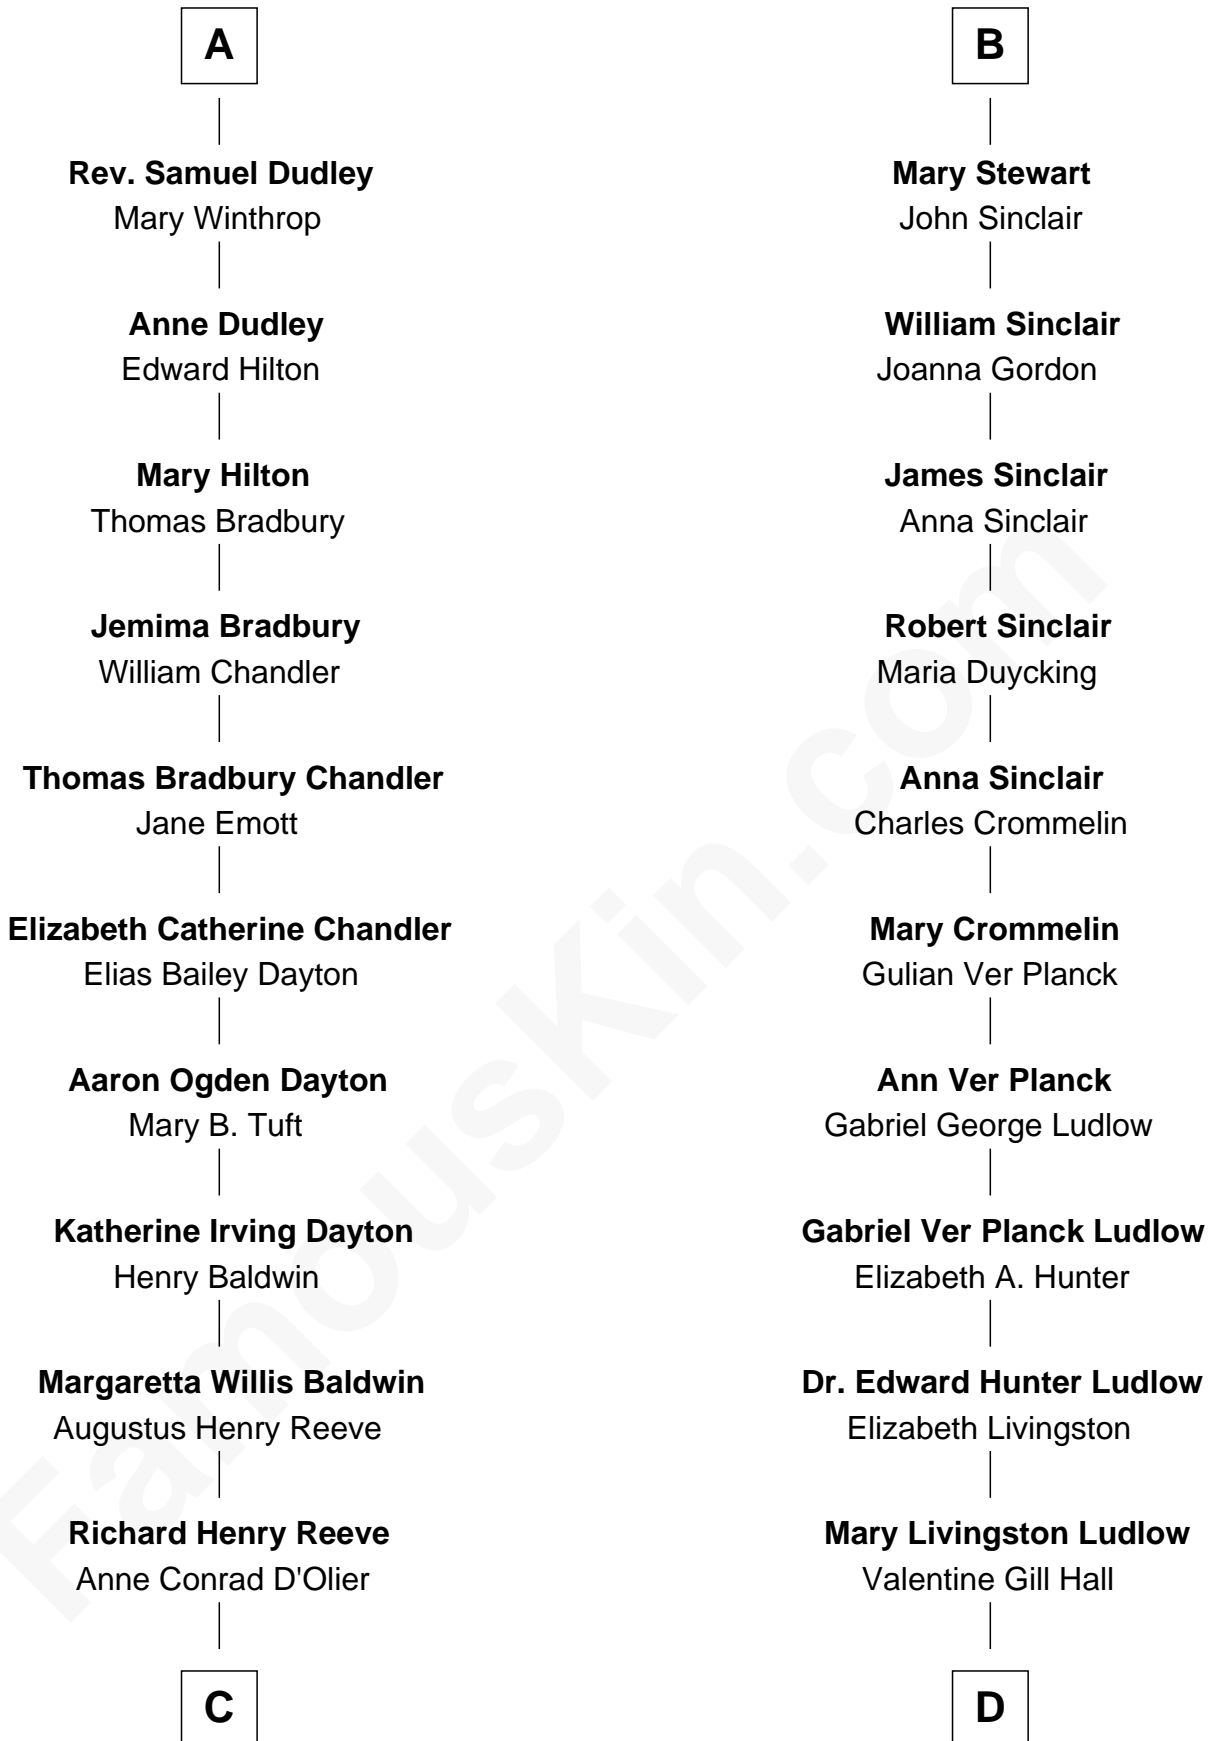 A
Rev. Samuel Dudley
Mary Winthrop
Anne Dudley
Edward Hilton
Mary Hilton
Thomas Bradbury
Jemima Bradbury
William Chandler
Thomas Bradbury Chandler
Jane Emott
Elizabeth Catherine Chandler
Elias Bailey Dayton
Aaron Ogden Dayton
Mary B. Tuft
Katherine Irving Dayton
Henry Baldwin
Margaretta Willis Baldwin
Augustus Henry Reeve
Richard Henry Reeve
Anne Conrad D'Olier
C
B
Mary Stewart
John Sinclair
William Sinclair
Joanna Gordon
James Sinclair
Anna Sinclair
Robert Sinclair
Maria Duycking
Anna Sinclair
Charles Crommelin
Mary Crommelin
Gulian Ver Planck
Ann Ver Planck
Gabriel George Ludlow
Gabriel Ver Planck Ludlow
Elizabeth A. Hunter
Dr. Edward Hunter Ludlow
Elizabeth Livingston
Mary Livingston Ludlow
Valentine Gill Hall
D
FamousKin.com